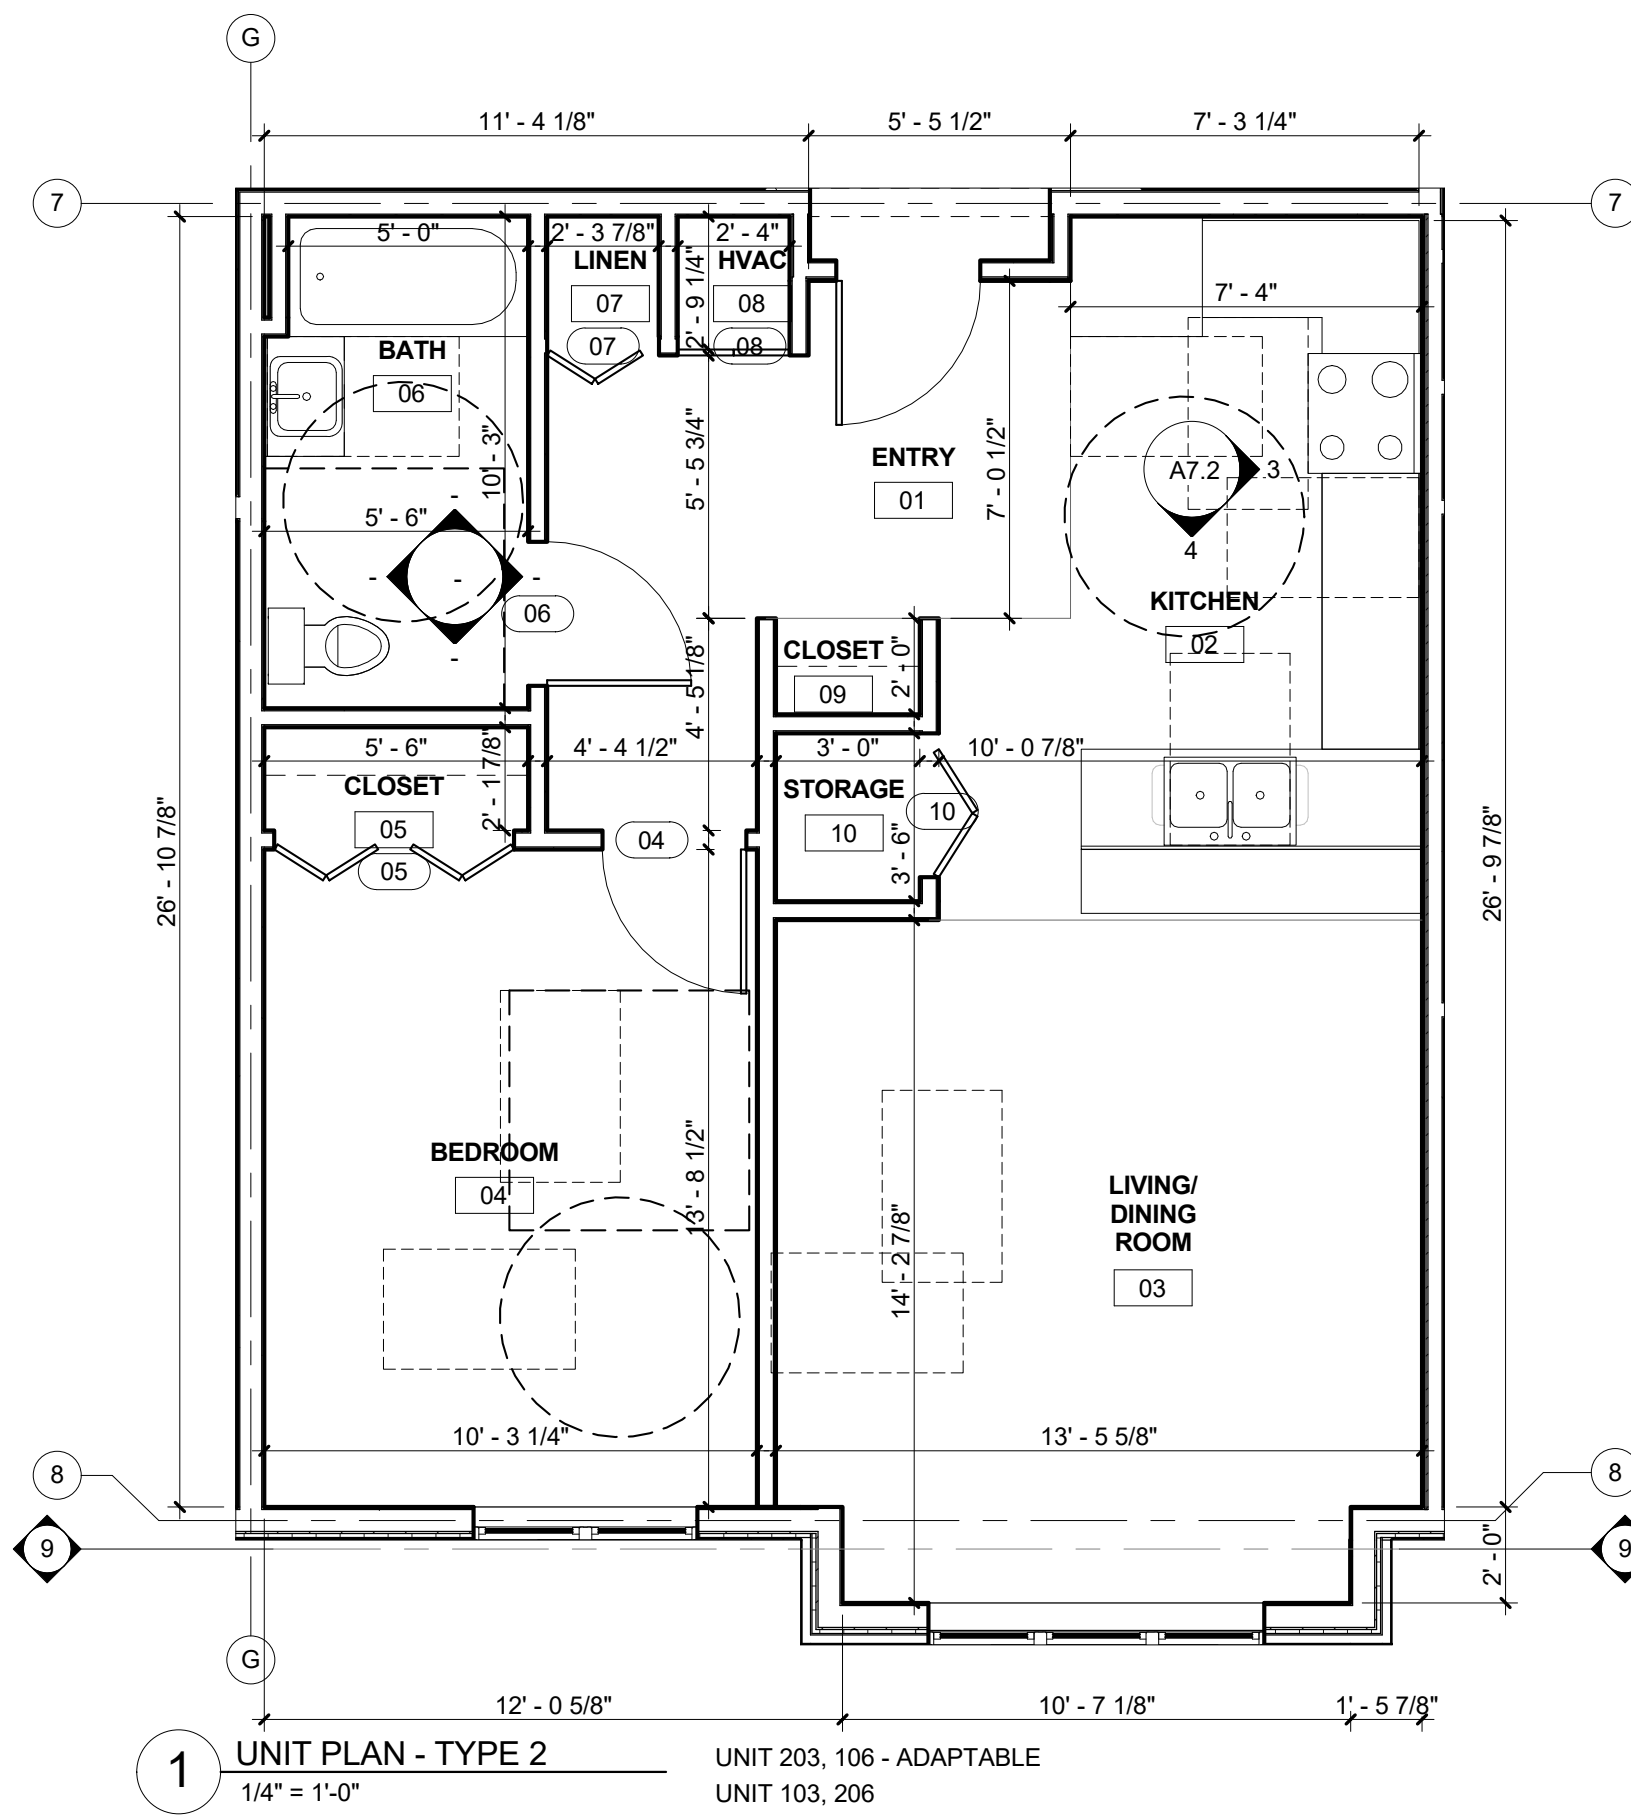 G
11' - 4 1/8" 5' - 5 1/2" 7' - 3 1/4"
7 7
5' - 0" 2' - 3 7/8" 2' - 4"
LINEN HVAC
2' - 9 1/4"
07 08
7' - 4"
07 08
BATH
06
10' - 3"
5' - 5 3/4"
ENTRY
01
7' - 0 1/2"
A7.2 3
4
-
5' - 6"
- - -
-
06
KITCHEN
02
CLOSET
09
2' - 0"
4' - 5 1/8"
5' - 6" 4' - 4 1/2" 3' - 0" 10' - 0 7/8"
CLOSET
05
2' - 1 7/8"
05
04
STORAGE
10
10
3' - 6"
26' - 10 7/8"
26' - 9 7/8"
BEDROOM
04
13' - 8 1/2"
14' - 2 7/8"
LIVING/
DINING
ROOM
03
10' - 3 1/4" 13' - 5 5/8"
8 8
9 9
2' - 0"
G
12' - 0 5/8" 10' - 7 1/8" 1' - 5 7/8"
1 UNIT PLAN - TYPE 2
1/4" = 1'-0"
UNIT 203, 106 - ADAPTABLE
UNIT 103, 206